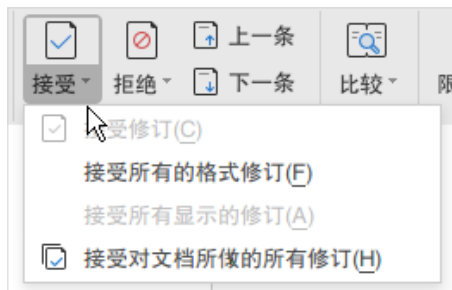 上一条
接受 拒绝 下一条 比较 限
接受修订(C)
接受所有的格式修订(F)
接受所有显示的修订(A)
接受对文档所做的所有修订(H)